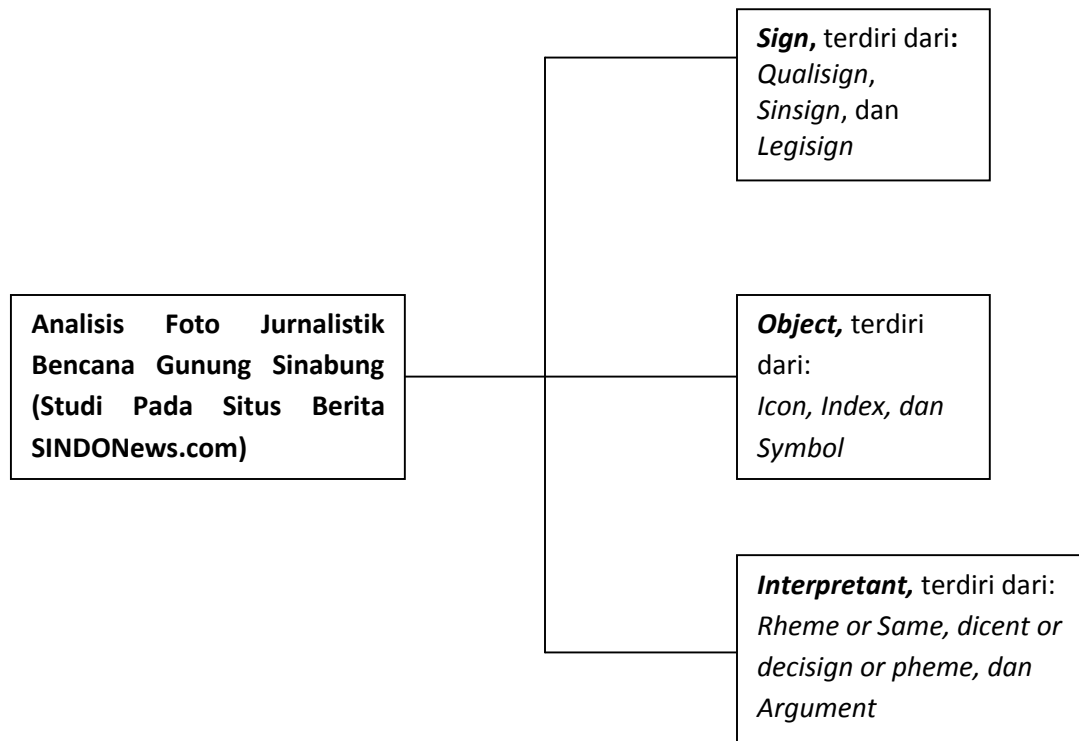 Sign, terdiri dari:
Qualisign,
Sinsign, dan
Legisign
Analisis Foto Jurnalistik
Bencana Gunung Sinabung
(Studi Pada Situs Berita
SINDONews.com)
Object, terdiri
dari:
Icon, Index, dan
Symbol
Interpretant, terdiri dari:
Rheme or Same, dicent or
decisign or pheme, dan
Argument